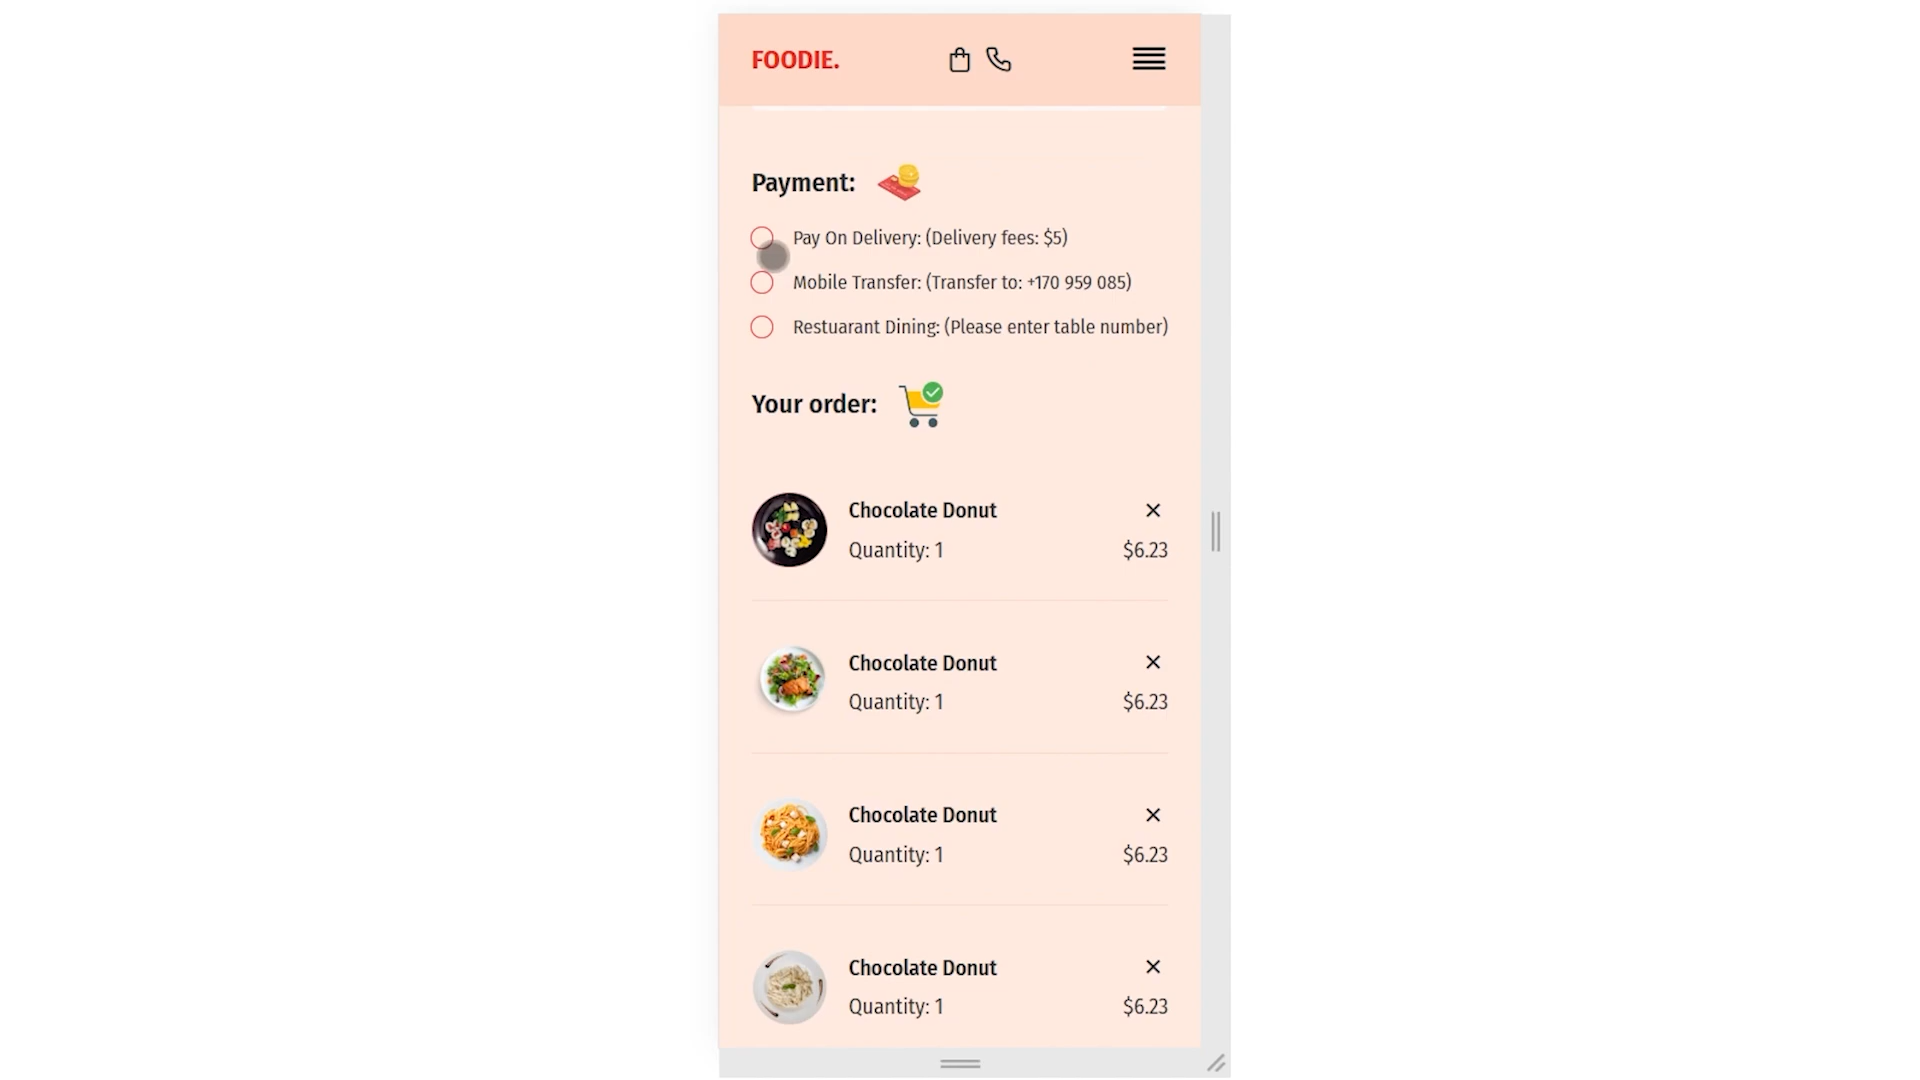 FOODIE.
Payment:
Pay On Delivery: (Delivery fees: $5)
Mobile Transfer: (Transfer to: +170 959 085)
Restuarant Dining: (Please enter table number)
Your order:
Chocolate Donut
Quantity: 1 $6.23
Chocolate Donut
Quantity: 1 $6.23
Chocolate Donut
Quantity: 1 $6.23
Chocolate Donut
Quantity: 1 $6.23